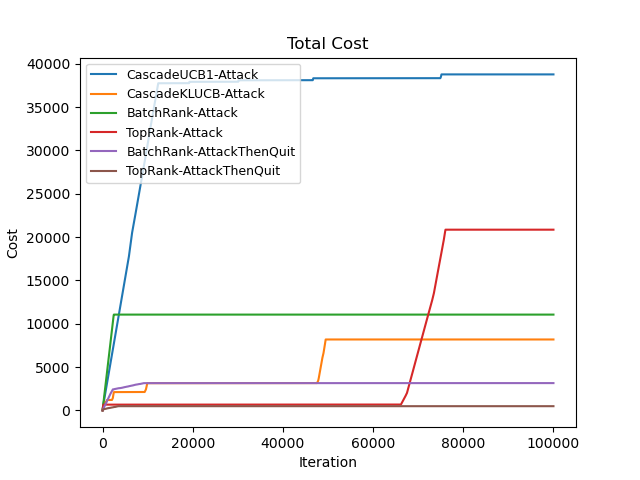 Total Cost
40000
35000
30000
25000
20000
15000
10000
5000
0
Cost
CascadeUCB1-Attack
CascadeKLUCB-Attack
BatchRank-Attack
TopRank-Attack
BatchRank-AttackThenQuit
TopRank-AttackThenQuit
0 20000 40000 60000 80000 100000
Iteration